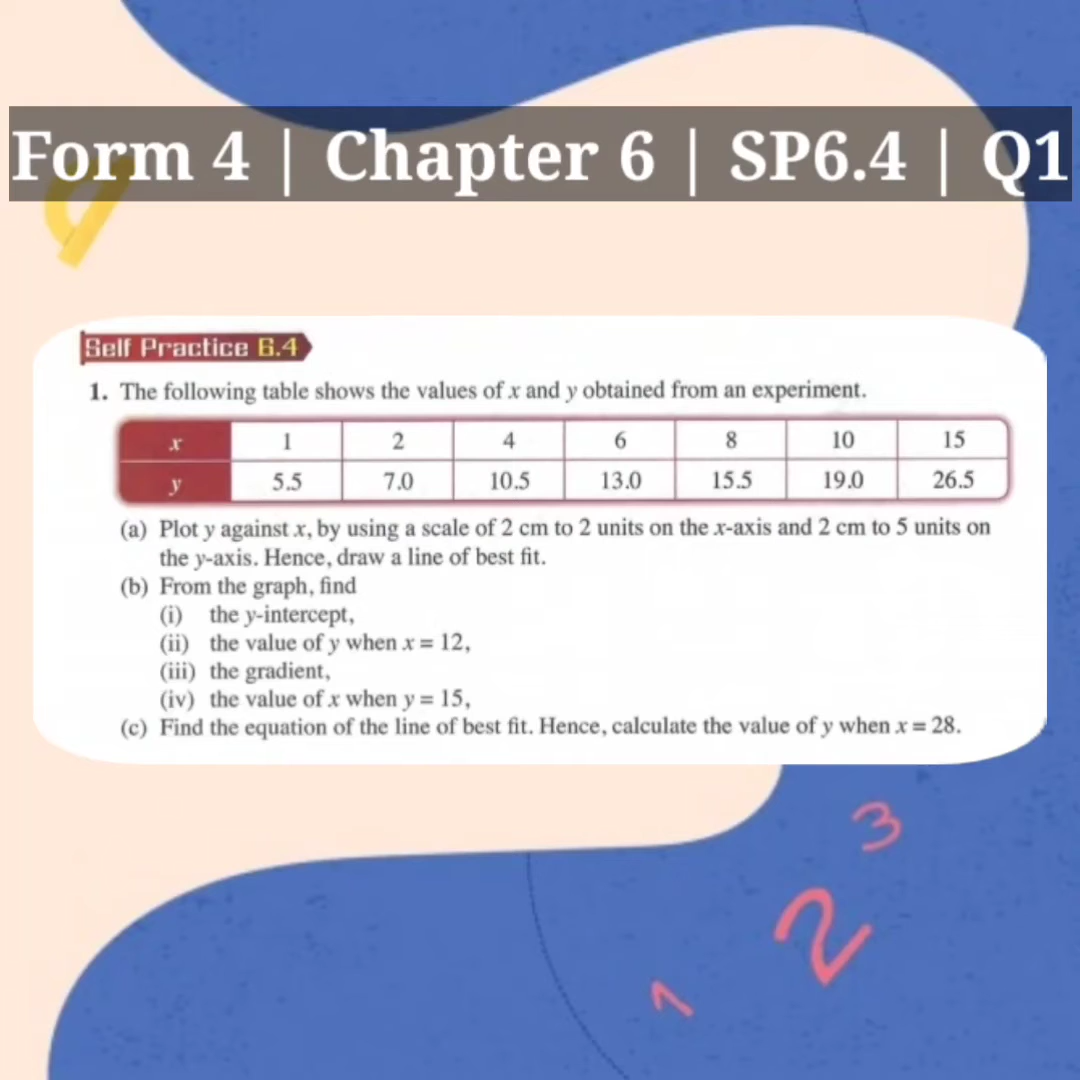 Form 4 | Chapter 6 | SP6.4 | Q1
Self Practice 6.4
1. The following table shows the values of x and y obtained from an experiment.
x 1 2 4 6 8 10 15
y 5.5 7.0 10.5 13.0 15.5 19.0 26.5
(a) Plot y against x, by using a scale of 2 cm to 2 units on the x-axis and 2 cm to 5 units on
the y-axis. Hence, draw a line of best fit.
(b) From the graph, find
(i) the y-intercept,
(ii) the value of y when x = 12,
(iii) the gradient,
(iv) the value of x when y = 15,
(c) Find the equation of the line of best fit. Hence, calculate the value of y when x = 28.
3
2
1